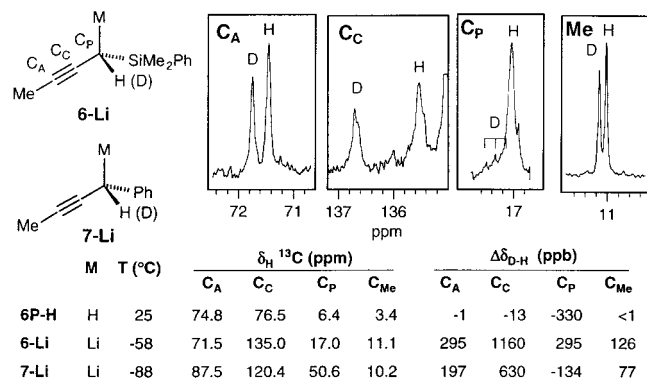 M
C_P
C_C
C_A
SiMe₂Ph
H (D)
Me
6-Li
M
Ph
H (D)
Me
7-Li
C_A
D
H
72
71
C_C
D
H
137
136
ppm
C_P
H
D
17
Me
D
H
11
δ_H ¹³C (ppm) Δδ_D-H (ppb)
M T (°C) C_A C_C C_P C_Me C_A C_C C_P C_Me
6P-H H 25 74.8 76.5 6.4 3.4 -1 -13 -330 <1
6-Li Li -58 71.5 135.0 17.0 11.1 295 1160 295 126
7-Li Li -88 87.5 120.4 50.6 10.2 197 630 -134 77